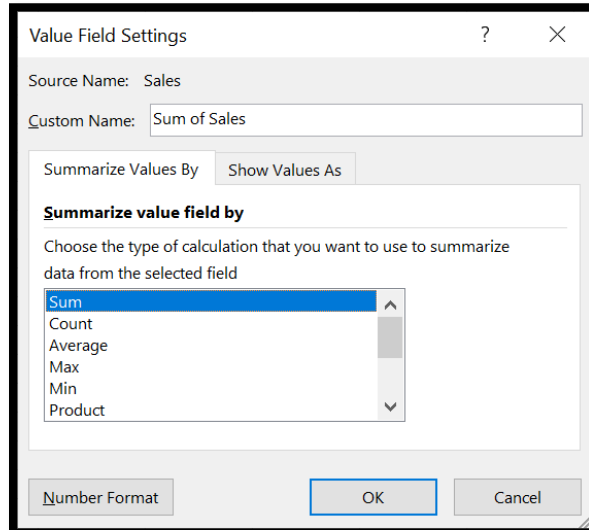 Value Field Settings ?
Source Name: Sales
Custom Name: Sum of Sales
Summarize Values By Show Values As
Summarize value field by
Choose the type of calculation that you want to use to summarize
data from the selected field
Sum
Count
Average
Max
Min
Product
Number Format OK Cancel